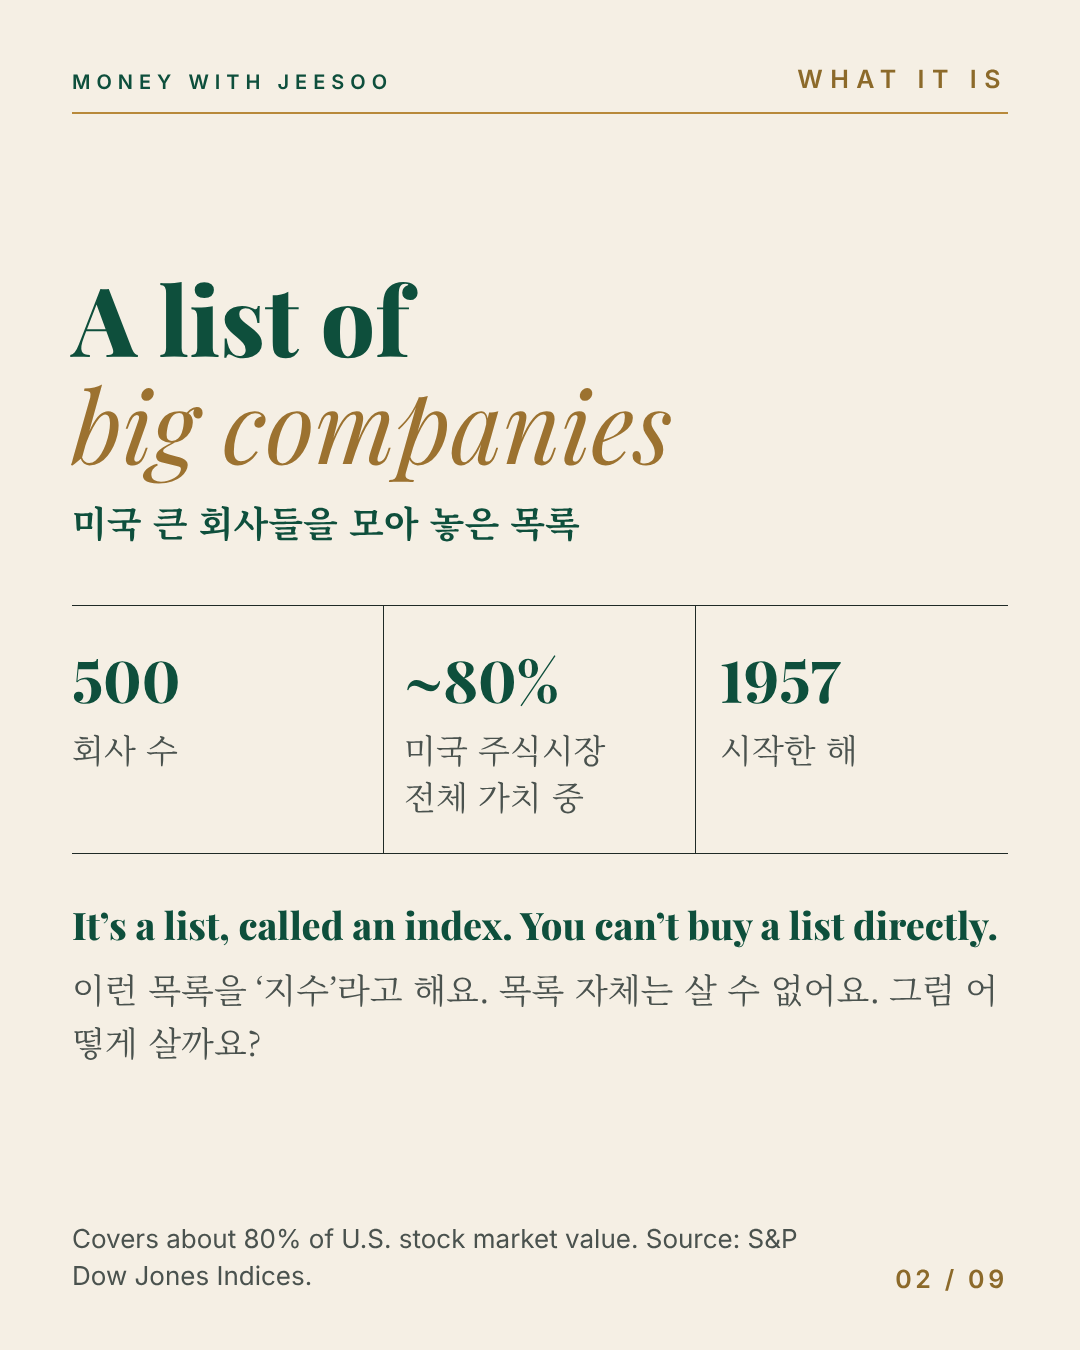 MONEY WITH JEESOO
WHAT IT IS
A list of
big companies
미국 큰 회사들을 모아 놓은 목록
500
회사 수
~80%
미국 주식시장
전체 가치 중
1957
시작한 해
It’s a list, called an index. You can’t buy a list directly.
이런 목록을 ‘지수’라고 해요. 목록 자체는 살 수 없어요. 그럼 어
떻게 살까요?
Covers about 80% of U.S. stock market value. Source: S&P
Dow Jones Indices.
02 / 09